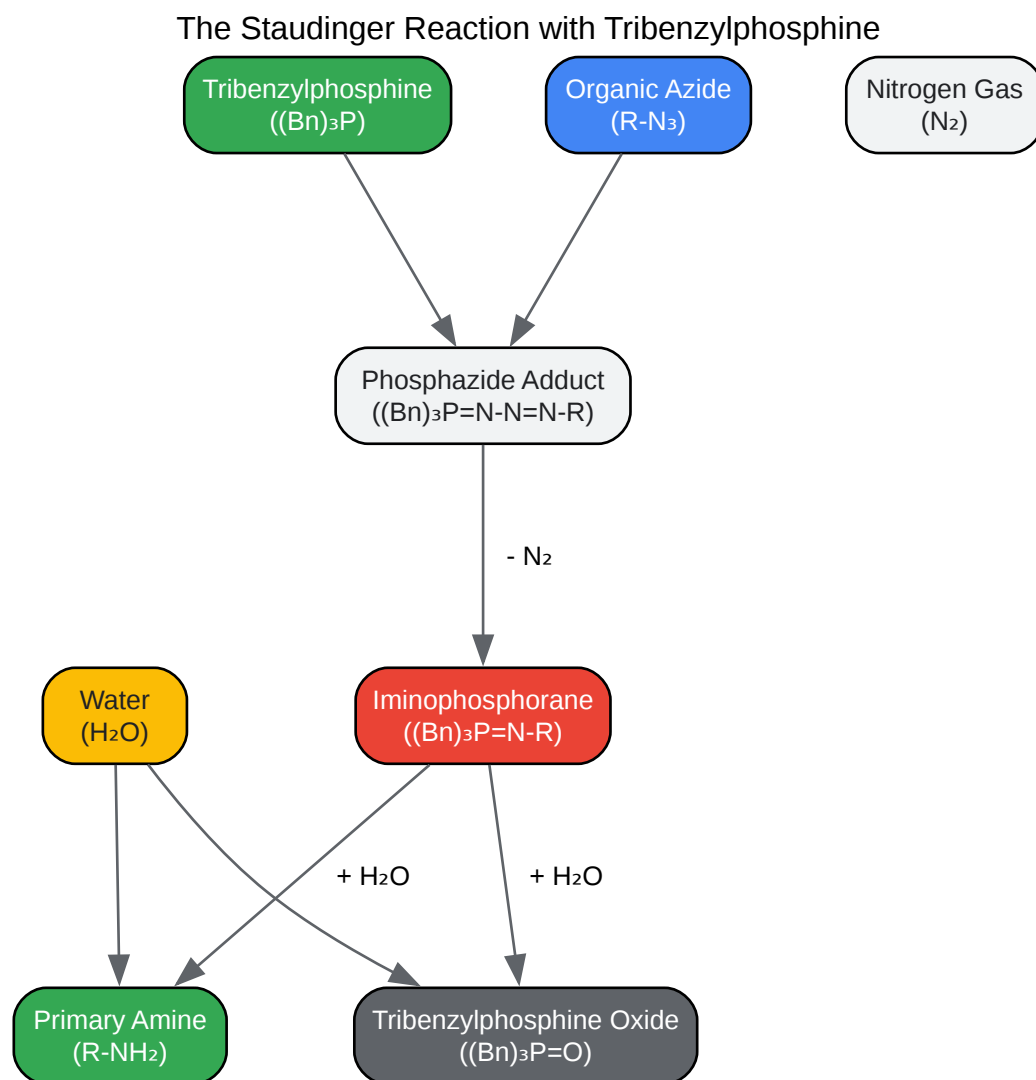 The Staudinger Reaction with Tribenzylphosphine
Tribenzylphosphine
((Bn)₃P)
Organic Azide
(R-N₃)
Nitrogen Gas
(N₂)
Phosphazide Adduct
((Bn)₃P=N-N=N-R)
- N₂
Water
(H₂O)
Iminophosphorane
((Bn)₃P=N-R)
+ H₂O
+ H₂O
Primary Amine
(R-NH₂)
Tribenzylphosphine Oxide
((Bn)₃P=O)